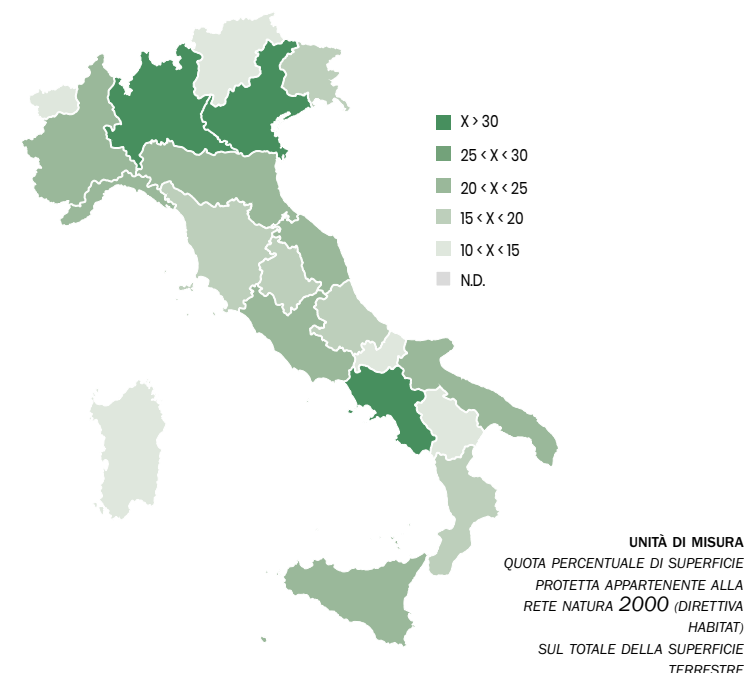 X > 30
25 < X < 30
20 < X < 25
15 < X < 20
10 < X < 15
N.D.
UNITÀ DI MISURA
QUOTA PERCENTUALE DI SUPERFICIE
PROTETTA APPARTENENTE ALLA
RETE NATURA 2000 (DIRETTIVA
HABITAT)
SUL TOTALE DELLA SUPERFICIE
TERRESTRE